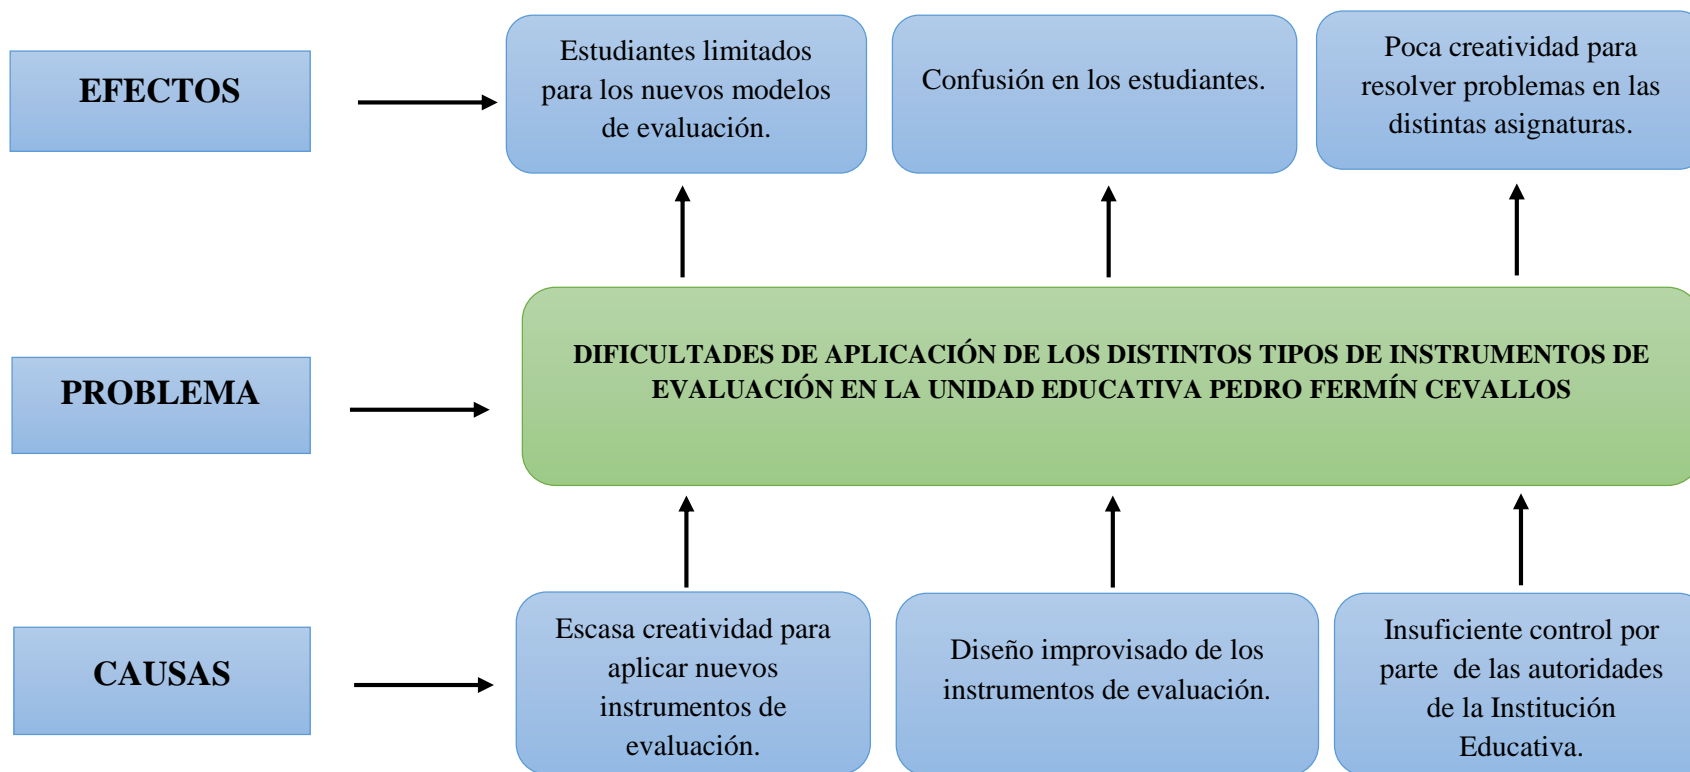 EFECTOS
Estudiantes limitados
para los nuevos modelos
de evaluación.
Confusión en los estudiantes.
Poca creatividad para
resolver problemas en las
distintas asignaturas.
PROBLEMA
DIFICULTADES DE APLICACIÓN DE LOS DISTINTOS TIPOS DE INSTRUMENTOS DE
EVALUACIÓN EN LA UNIDAD EDUCATIVA PEDRO FERMÍN CEVALLOS
CAUSAS
Escasa creatividad para
aplicar nuevos
instrumentos de
evaluación.
Diseño improvisado de los
instrumentos de evaluación.
Insuficiente control por
parte  de las autoridades
de la Institución
Educativa.